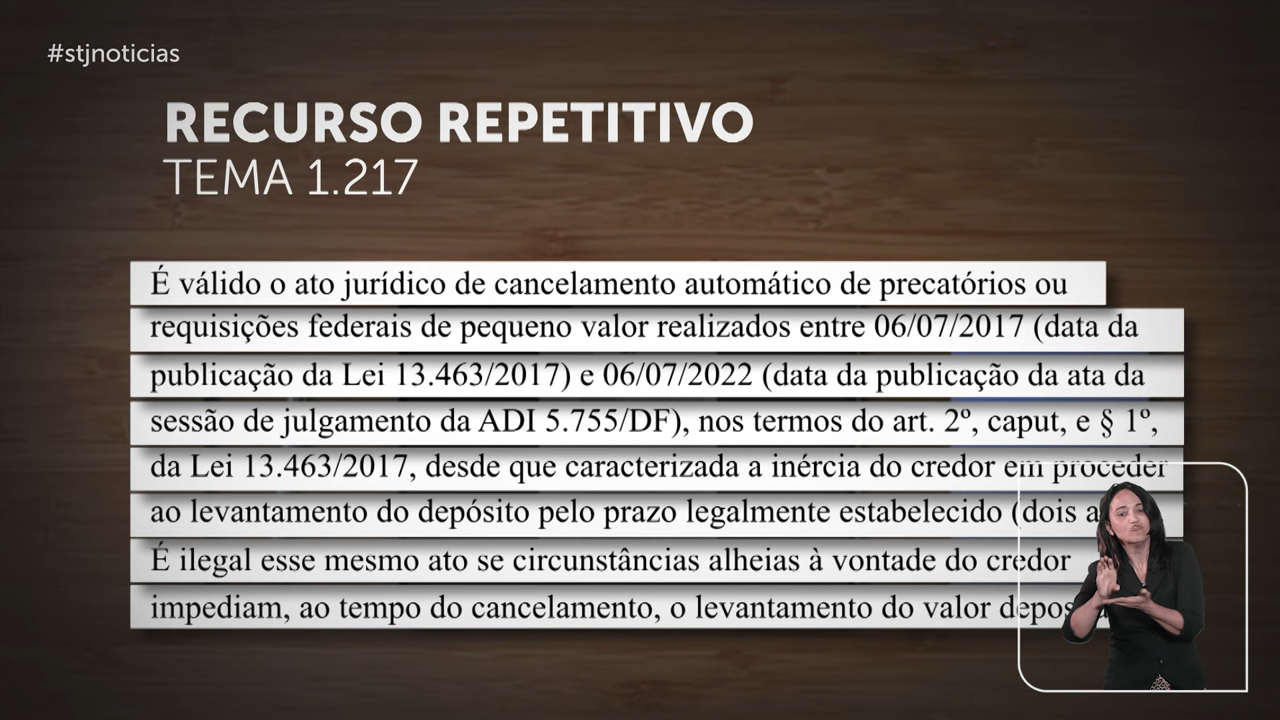 #stjnoticias
RECURSO REPETITIVO
TEMA 1.217
É válido o ato jurídico de cancelamento automático de precatórios ou
requisições federais de pequeno valor realizados entre 06/07/2017 (data da
publicação da Lei 13.463/2017) e 06/07/2022 (data da publicação da ata da
sessão de julgamento da ADI 5.755/DF), nos termos do art. 2º, caput, e § 1º,
da Lei 13.463/2017, desde que caracterizada a inércia do credor em proceder
ao levantamento do depósito pelo prazo legalmente estabelecido (dois
É ilegal esse mesmo ato se circunstâncias alheias à vontade do credor
impediam, ao tempo do cancelamento, o levantamento do valor